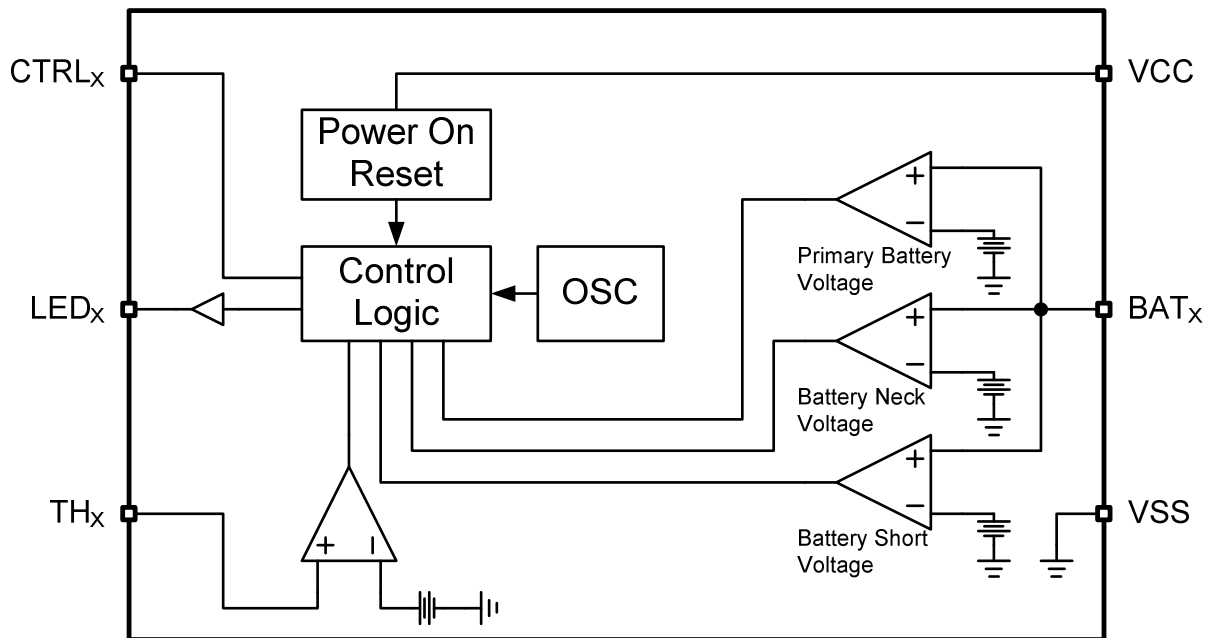 CTRLX
VCC
Power On
Reset
Control
Logic
OSC
+
−
Primary Battery
Voltage
LEDX
BATX
+
−
Battery Neck
Voltage
+
−
Battery Short
Voltage
THX
VSS
+
−